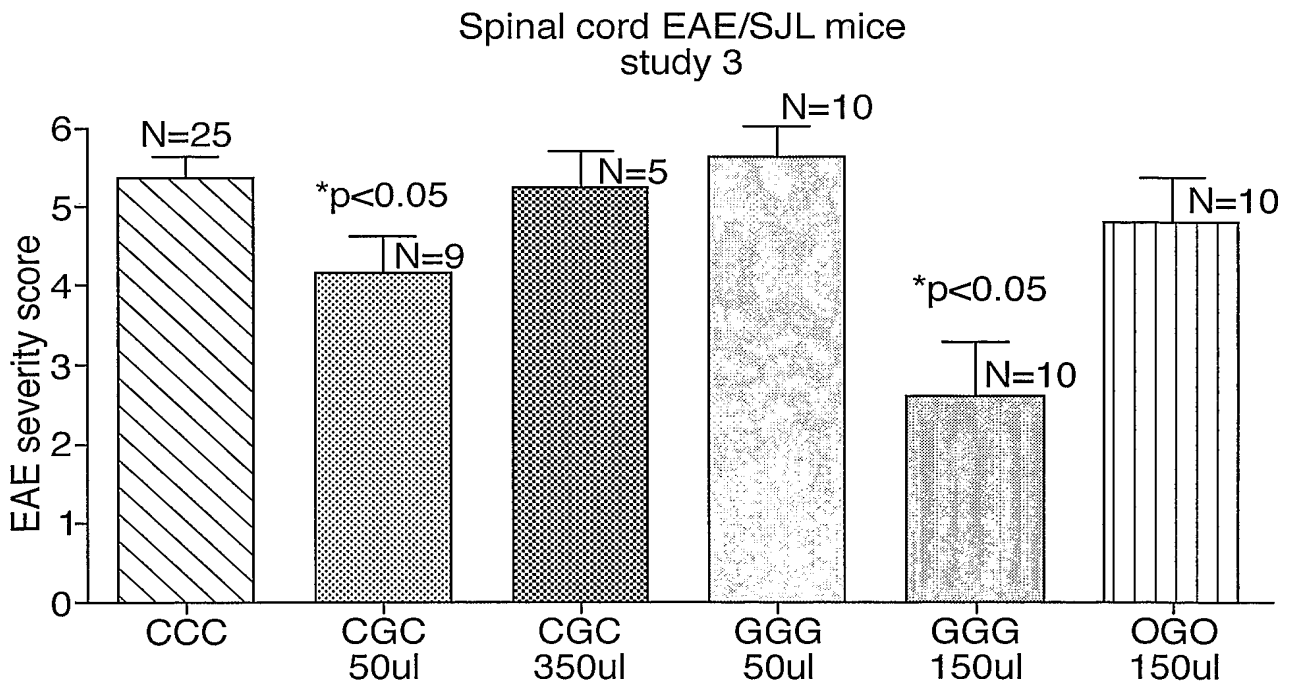 Spinal cord EAE/SJL mice
study 3
EAE severity score
6
5
4
3
2
1
0
N=25
*p<0.05
N=9
N=5
N=10
*p<0.05
N=10
N=10
CCC
CGC
50ul
CGC
350ul
GGG
50ul
GGG
150ul
OGO
150ul